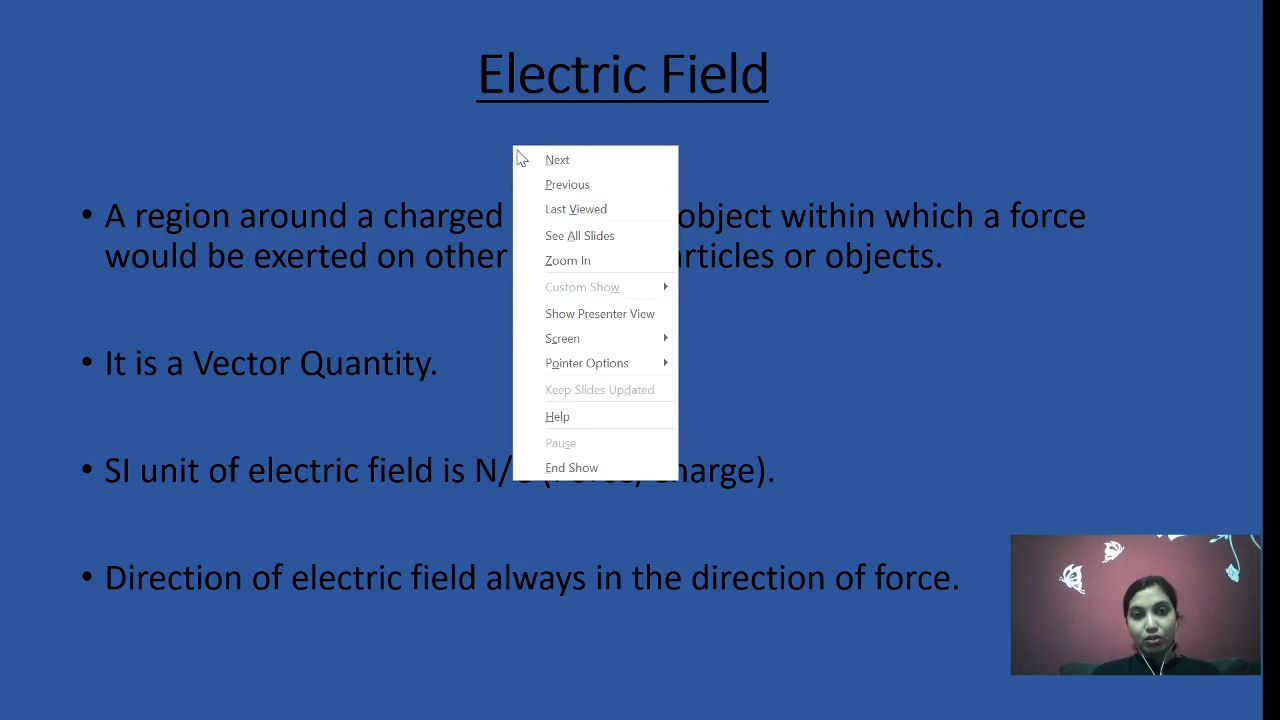 Electric Field
• A region around a charged object within which a force
would be exerted on other articles or objects.
• It is a Vector Quantity.
• SI unit of electric field is N/ harge).
• Direction of electric field always in the direction of force.
Next
Previous
Last Viewed
See All Slides
Zoom In
Custom Show
Show Presenter View
Screen
Pointer Options
Keep Slides Updated
Help
Pause
End Show